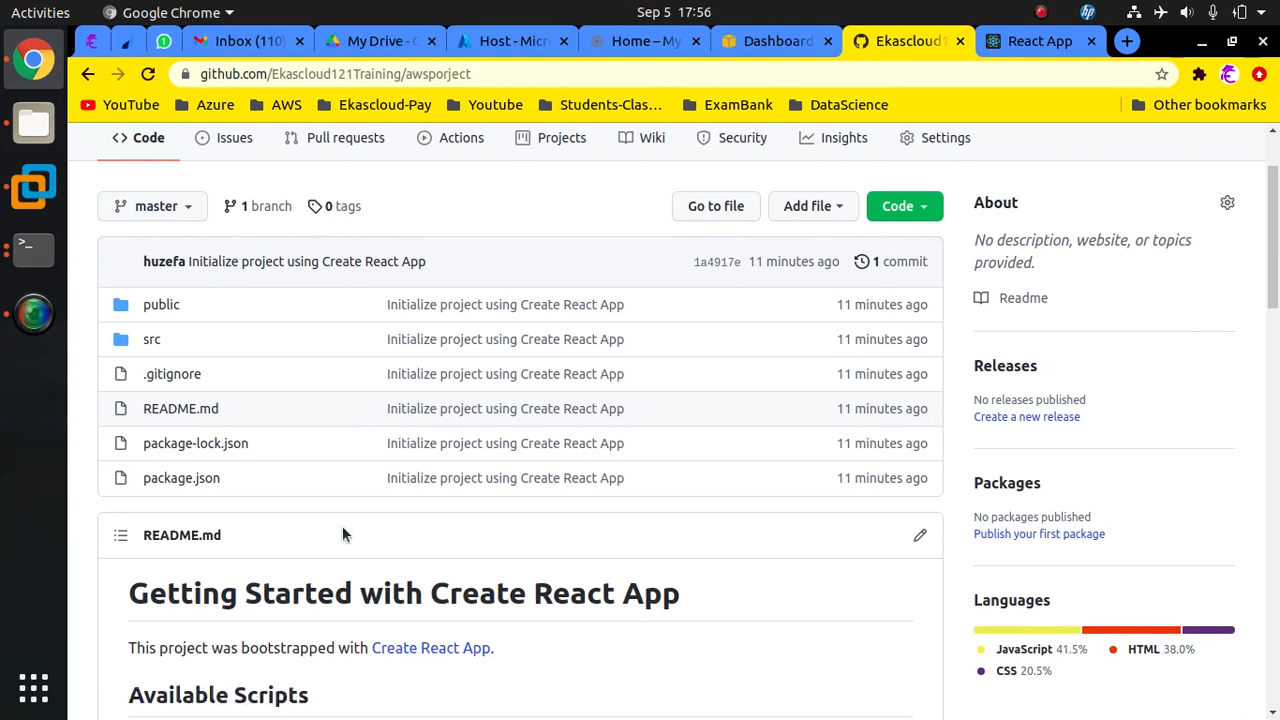 Activities
Google Chrome
Sep 5 17:56
Inbox (110)
My Drive - G
Host - Micr
Home – My
Dashboard
Ekascloud1
React App
github.com/Ekascloud121Training/awsporject
YouTube
Azure
AWS
Ekascloud-Pay
Youtube
Students-Clas...
ExamBank
DataScience
Other bookmarks
Code
Issues
Pull requests
Actions
Projects
Wiki
Security
Insights
Settings
master
1 branch
0 tags
Go to file
Add file
Code
huzefa Initialize project using Create React App
1a4917e 11 minutes ago
1 commit
public Initialize project using Create React App 11 minutes ago
src Initialize project using Create React App 11 minutes ago
.gitignore Initialize project using Create React App 11 minutes ago
README.md Initialize project using Create React App 11 minutes ago
package-lock.json Initialize project using Create React App 11 minutes ago
package.json Initialize project using Create React App 11 minutes ago
README.md
Getting Started with Create React App
This project was bootstrapped with Create React App.
Available Scripts
About
No description, website, or topics
provided.
Readme
Releases
No releases published
Create a new release
Packages
No packages published
Publish your first package
Languages
JavaScript 41.5%
HTML 38.0%
CSS 20.5%